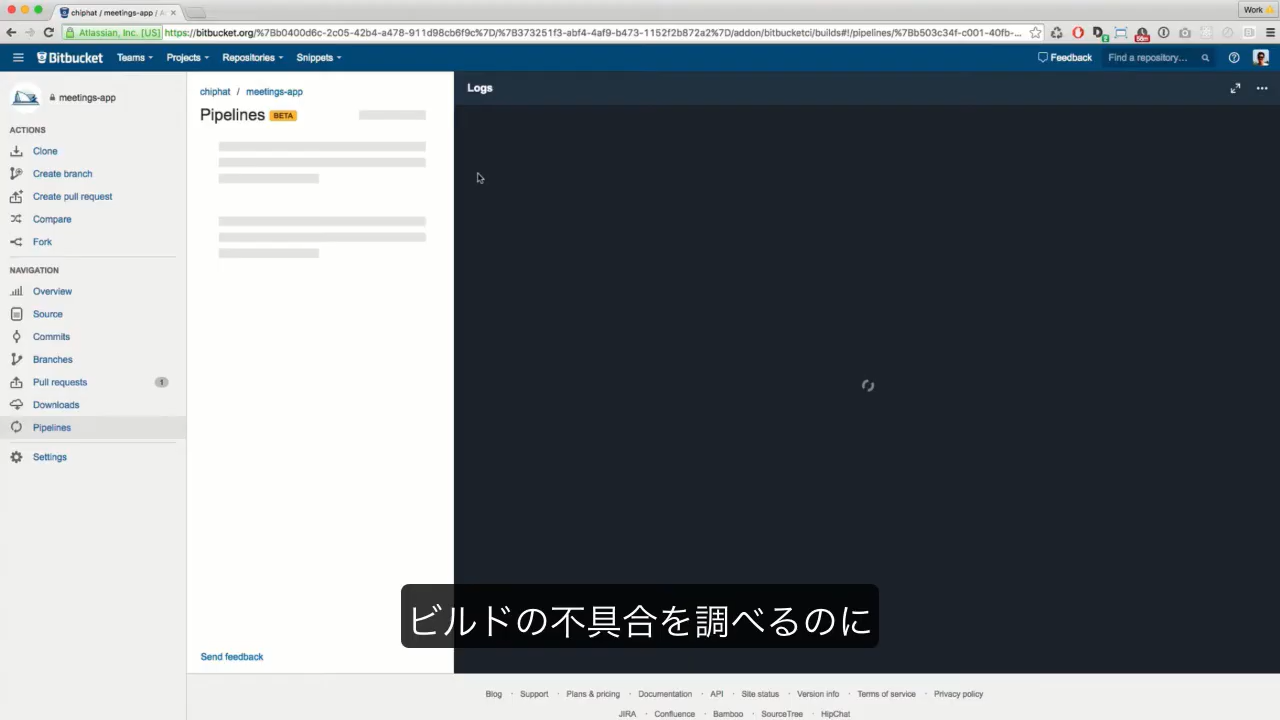 chiphat / meetings-app / A
Work
Atlassian, Inc. [US]
https://bitbucket.org/%7Bb0400d6c-2c05-42b4-a478-911d98cb6f9c%7D/%7B373251f3-abf4-4af9-b473-1152f2b872a2%7D/addon/bitbucketci/builds#!/pipelines/%7Bb503c34f-c001-40fb-...
Bitbucket
Teams
Projects
Repositories
Snippets
Feedback
Find a repository...
meetings-app
ACTIONS
Clone
Create branch
Create pull request
Compare
Fork
NAVIGATION
Overview
Source
Commits
Branches
Pull requests 1
Downloads
Pipelines
Settings
chiphat / meetings-app
Pipelines BETA
Send feedback
Logs
ビルドの不具合を調べるのに
Blog · Support · Plans & pricing · Documentation · API · Site status · Version info · Terms of service · Privacy policy
JIRA · Confluence · Bamboo · SourceTree · HipChat